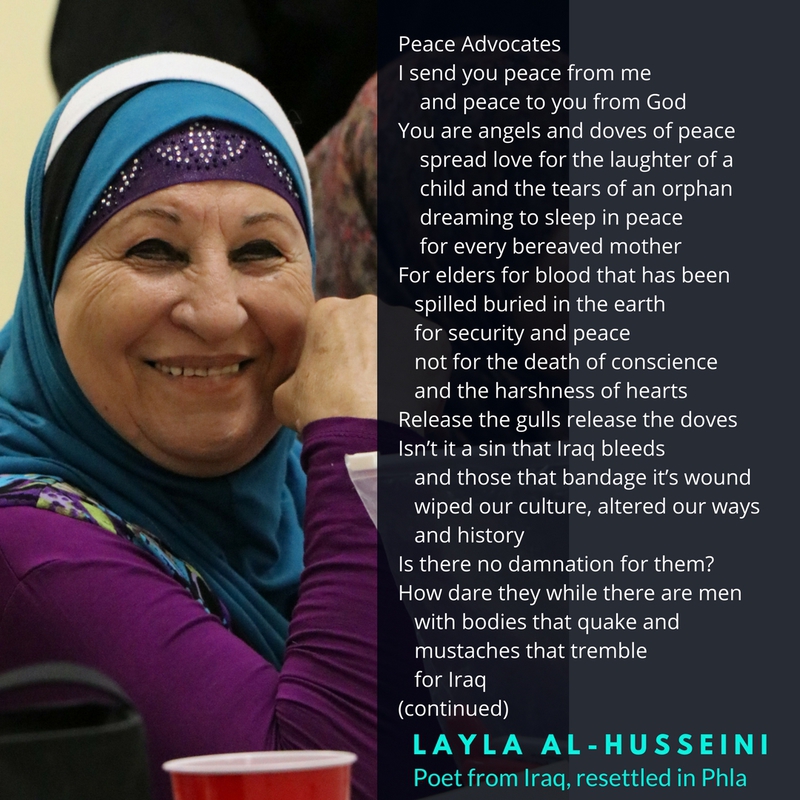 Peace Advocates
I send you peace from me
and peace to you from God
You are angels and doves of peace
spread love for the laughter of a
child and the tears of an orphan
dreaming to sleep in peace
for every bereaved mother
For elders for blood that has been
spilled buried in the earth
for security and peace
not for the death of conscience
and the harshness of hearts
Release the gulls release the doves
Isn't it a sin that Iraq bleeds
and those that bandage it's wound
wiped our culture, altered our ways
and history
Is there no damnation for them?
How dare they while there are men
with bodies that quake and
mustaches that tremble
for Iraq
(continued)
LAYLA AL-HUSSEINI
Poet from Iraq, resettled in Phla